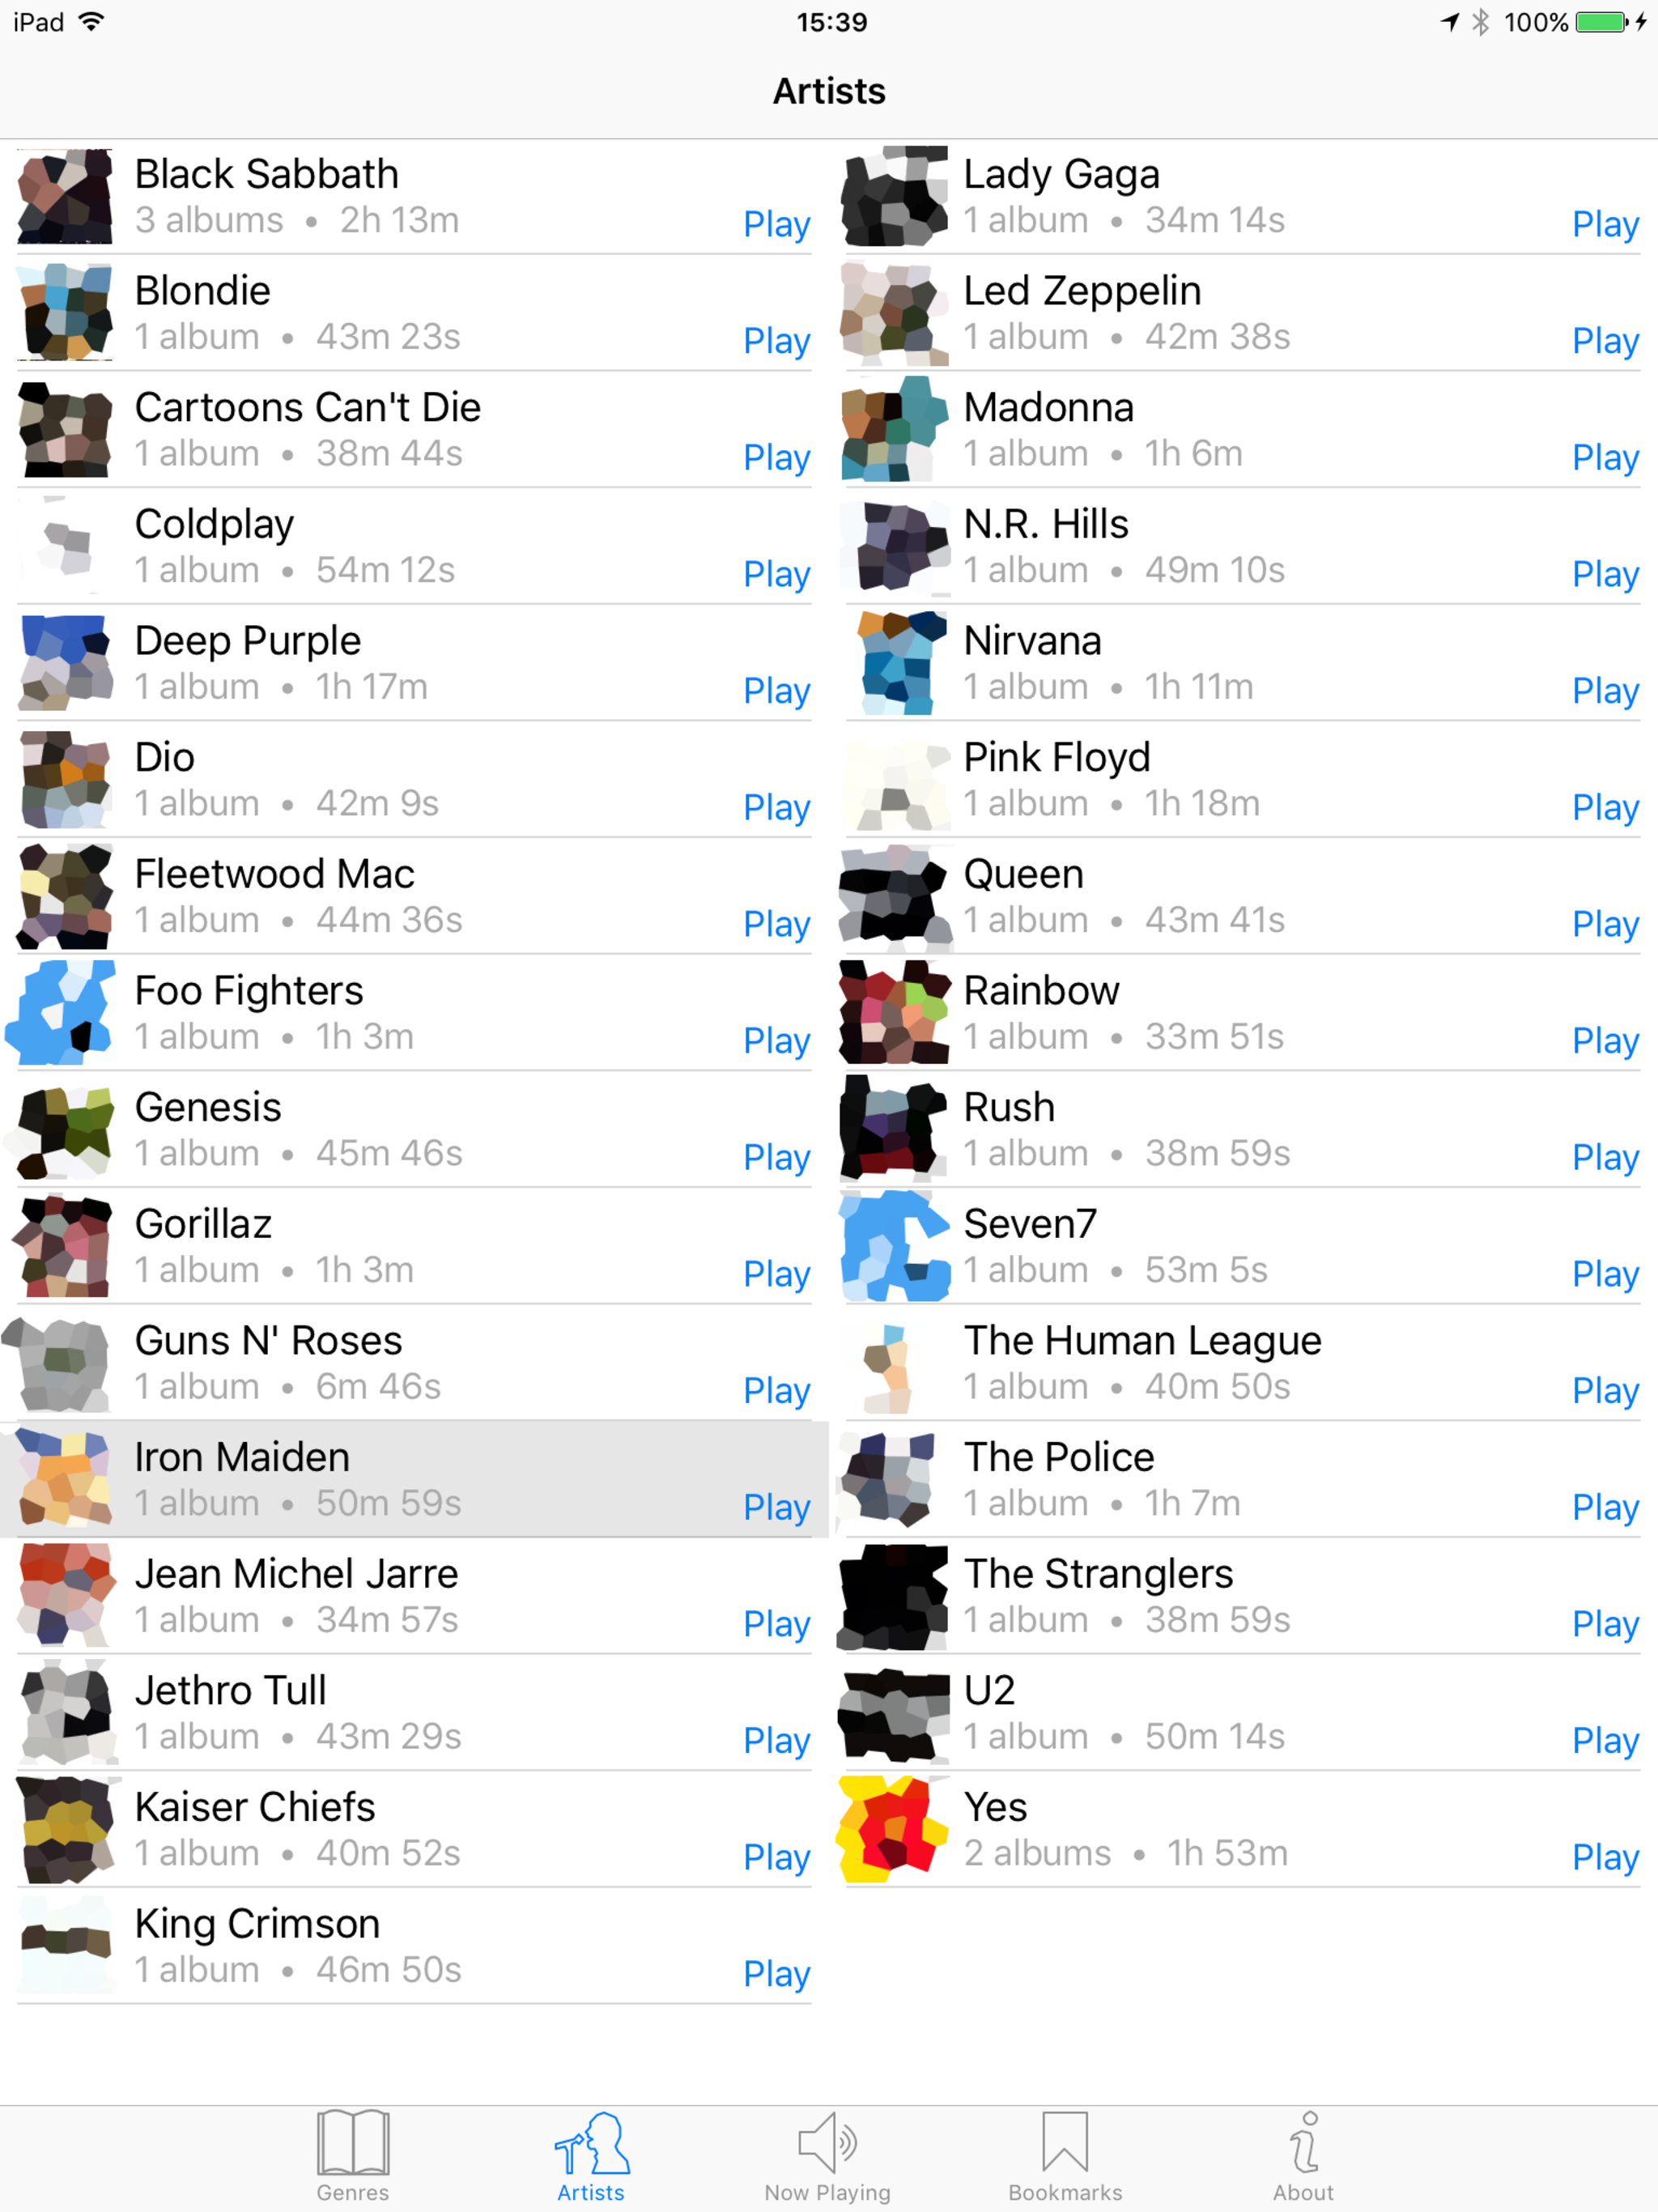 iPad 15:39 100%
Artists
Black Sabbath
3 albums • 2h 13m
Play
Blondie
1 album • 43m 23s
Play
Cartoons Can't Die
1 album • 38m 44s
Play
Coldplay
1 album • 54m 12s
Play
Deep Purple
1 album • 1h 17m
Play
Dio
1 album • 42m 9s
Play
Fleetwood Mac
1 album • 44m 36s
Play
Foo Fighters
1 album • 1h 3m
Play
Genesis
1 album • 45m 46s
Play
Gorillaz
1 album • 1h 3m
Play
Guns N' Roses
1 album • 6m 46s
Play
Iron Maiden
1 album • 50m 59s
Play
Jean Michel Jarre
1 album • 34m 57s
Play
Jethro Tull
1 album • 43m 29s
Play
Kaiser Chiefs
1 album • 40m 52s
Play
King Crimson
1 album • 46m 50s
Play
Lady Gaga
1 album • 34m 14s
Play
Led Zeppelin
1 album • 42m 38s
Play
Madonna
1 album • 1h 6m
Play
N.R. Hills
1 album • 49m 10s
Play
Nirvana
1 album • 1h 11m
Play
Pink Floyd
1 album • 1h 18m
Play
Queen
1 album • 43m 41s
Play
Rainbow
1 album • 33m 51s
Play
Rush
1 album • 38m 59s
Play
Seven7
1 album • 53m 5s
Play
The Human League
1 album • 40m 50s
Play
The Police
1 album • 1h 7m
Play
The Stranglers
1 album • 38m 59s
Play
U2
1 album • 50m 14s
Play
Yes
2 albums • 1h 53m
Play
Genres Artists Now Playing Bookmarks About